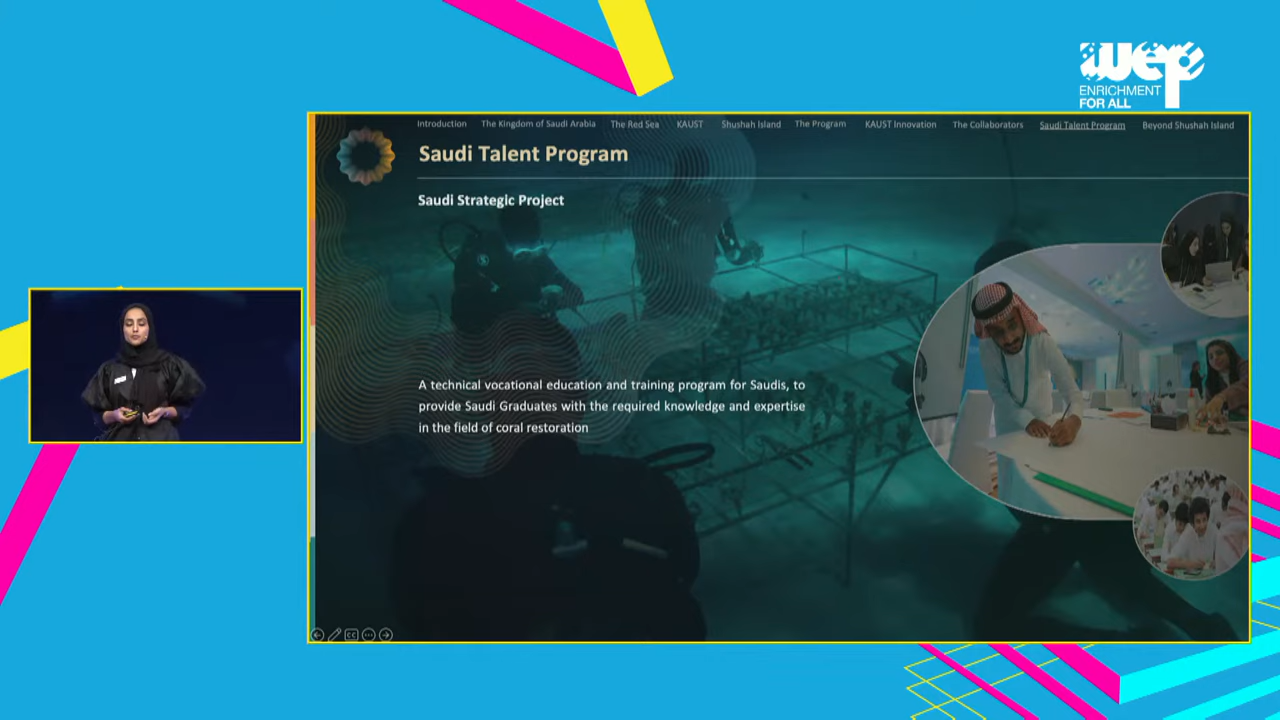 wep
ENRICHMENT
FOR ALL
Introduction The Kingdom of Saudi Arabia The Red Sea KAUST Shushah Island The Program KAUST Innovation The Collaborators Saudi Talent Program Beyond Shushah Island
Saudi Talent Program
Saudi Strategic Project
A technical vocational education and training program for Saudis, to
provide Saudi Graduates with the required knowledge and expertise
in the field of coral restoration
CC